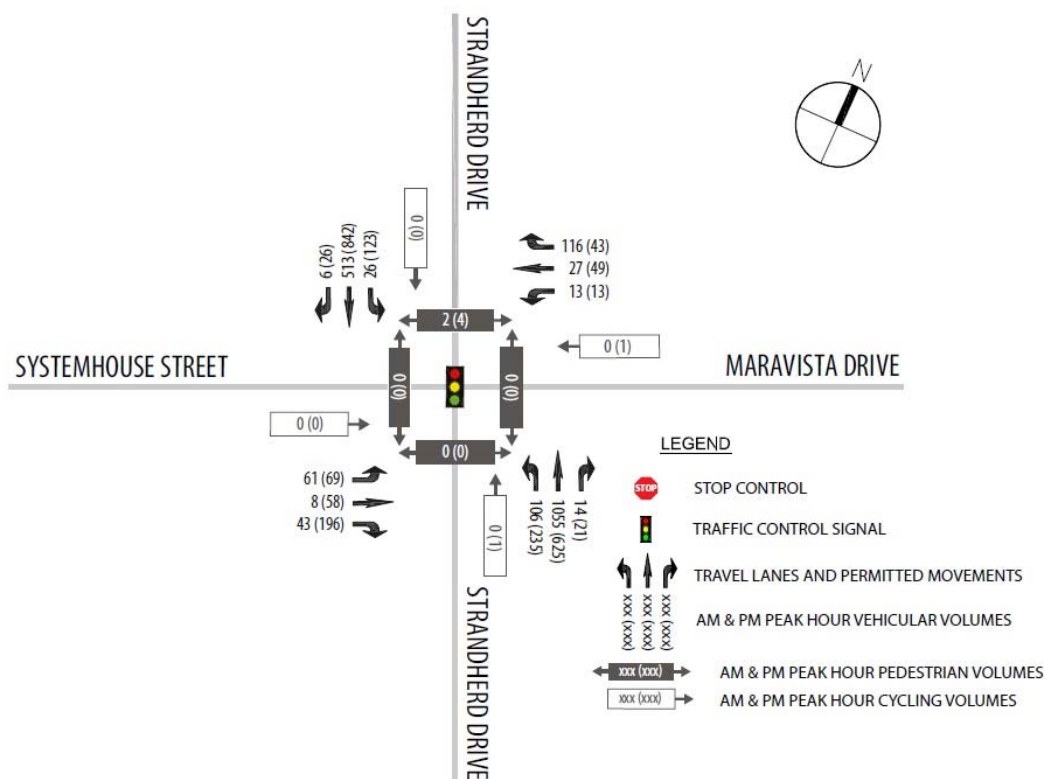 STRANDHERD DRIVE
N
0 (0)
6 (26)
513 (842)
26 (123)
116 (43)
27 (49)
13 (13)
2 (4)
0 (1)
SYSTEMHOUSE STREET
MARAVISTA DRIVE
0 (0)
0 (0)
0 (0)
0 (0)
61 (69)
8 (58)
43 (196)
0 (1)
106 (235)
1055 (625)
14 (21)
STRANDHERD DRIVE
LEGEND
STOP
STOP CONTROL
TRAFFIC CONTROL SIGNAL
TRAVEL LANES AND PERMITTED MOVEMENTS
xxx (xxx)
xxx (xxx)
xxx (xxx)
AM & PM PEAK HOUR VEHICULAR VOLUMES
xxx (xxx)
AM & PM PEAK HOUR PEDESTRIAN VOLUMES
xxx (xxx)
AM & PM PEAK HOUR CYCLING VOLUMES